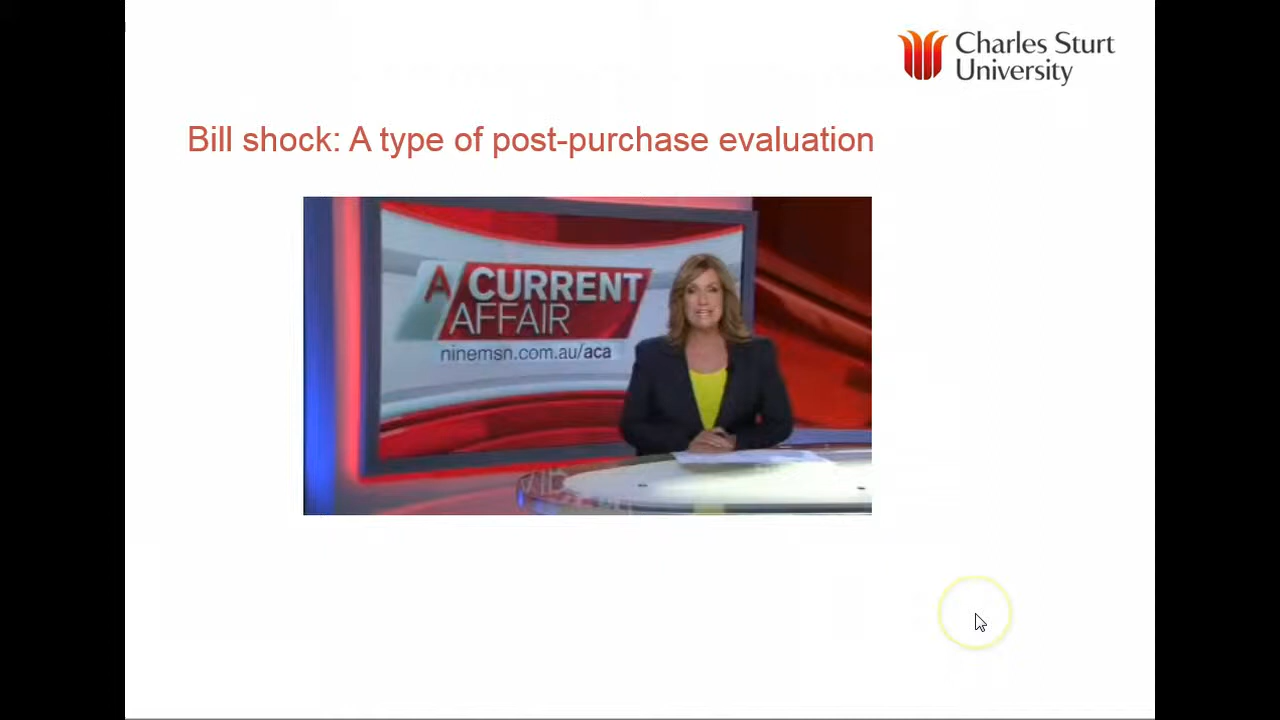 Charles Sturt
University
Bill shock: A type of post-purchase evaluation
A CURRENT
AFFAIR
ninemsn.com.au/aca